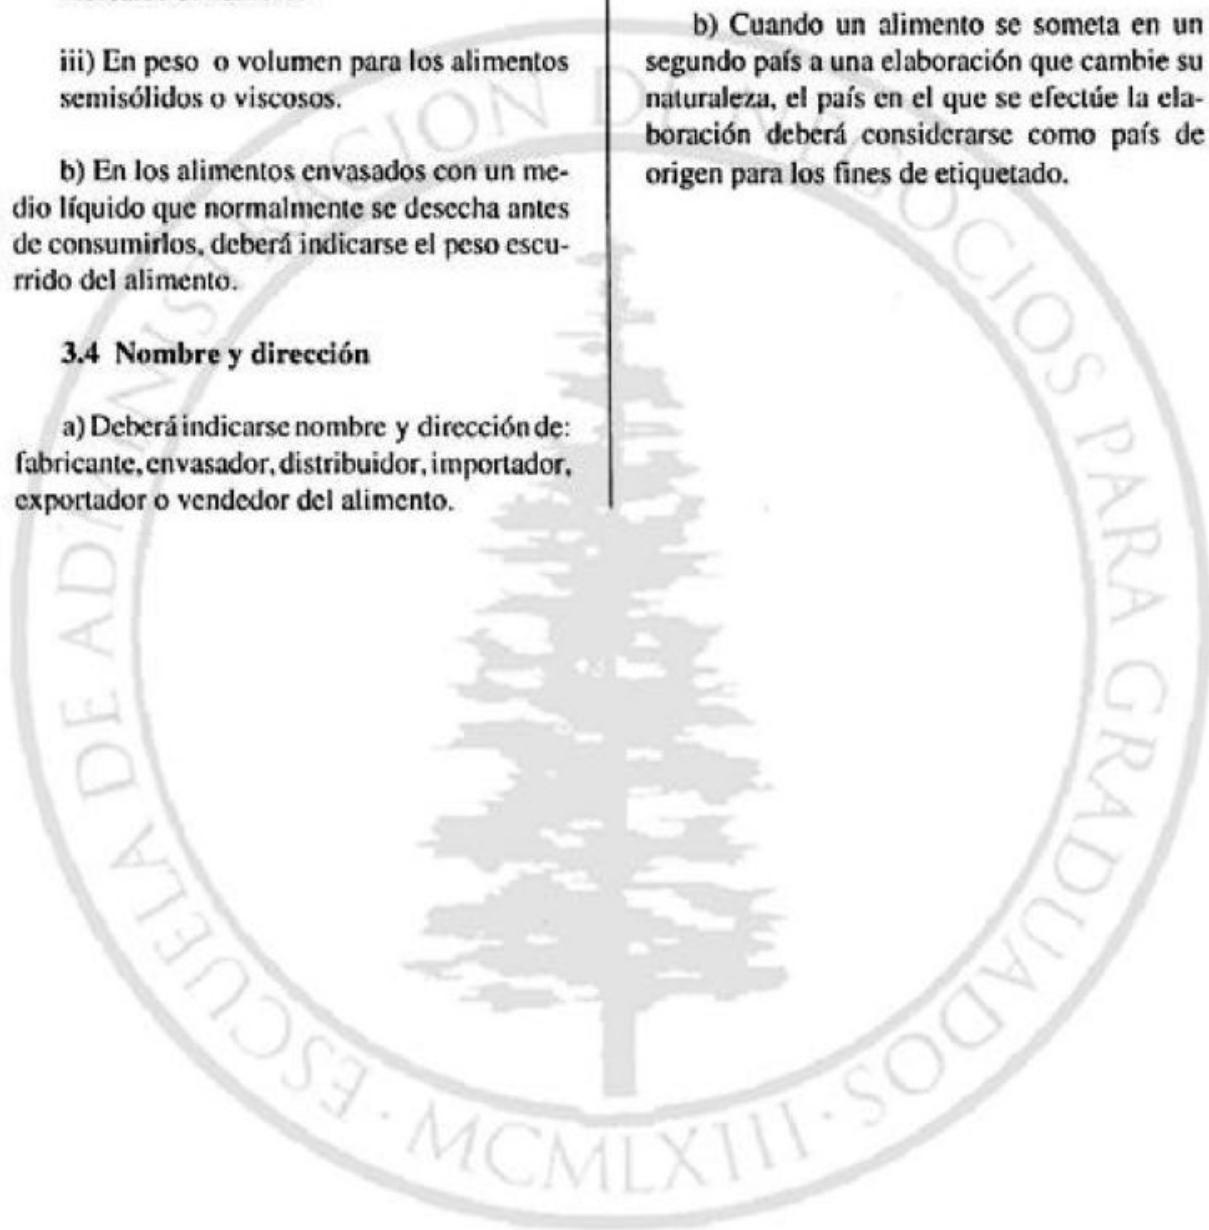 iii) En peso o volumen para los alimentos
semisólidos o viscosos.
b) En los alimentos envasados con un me-
dio líquido que normalmente se desecha antes
de consumirlos, deberá indicarse el peso escu-
rrido del alimento.
3.4 Nombre y dirección
a) Deberá indicarse nombre y dirección de:
fabricante, envasador, distribuidor, importador,
exportador o vendedor del alimento.
b) Cuando un alimento se someta en un
segundo país a una elaboración que cambie su
naturaleza, el país en el que se efectúe la ela-
boración deberá considerarse como país de
origen para los fines de etiquetado.
ESCUELA DE ADMINISTRACION DE NEGOCIOS PARA GRADUADOS · MCMLXIII ·